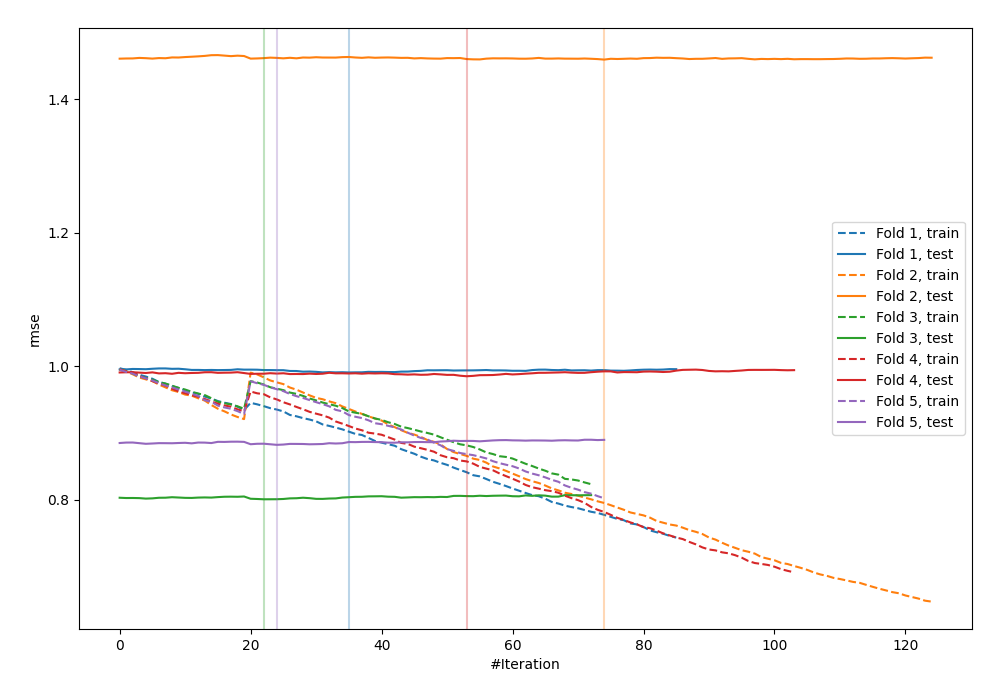 1.4
1.2
1.0
0.8
rmse
0
20
40
60
80
100
120
#Iteration
Fold 1, train
Fold 1, test
Fold 2, train
Fold 2, test
Fold 3, train
Fold 3, test
Fold 4, train
Fold 4, test
Fold 5, train
Fold 5, test